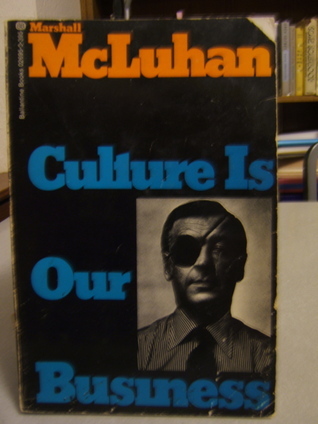 Marshall
McLuhan
Culture Is
Our
Business